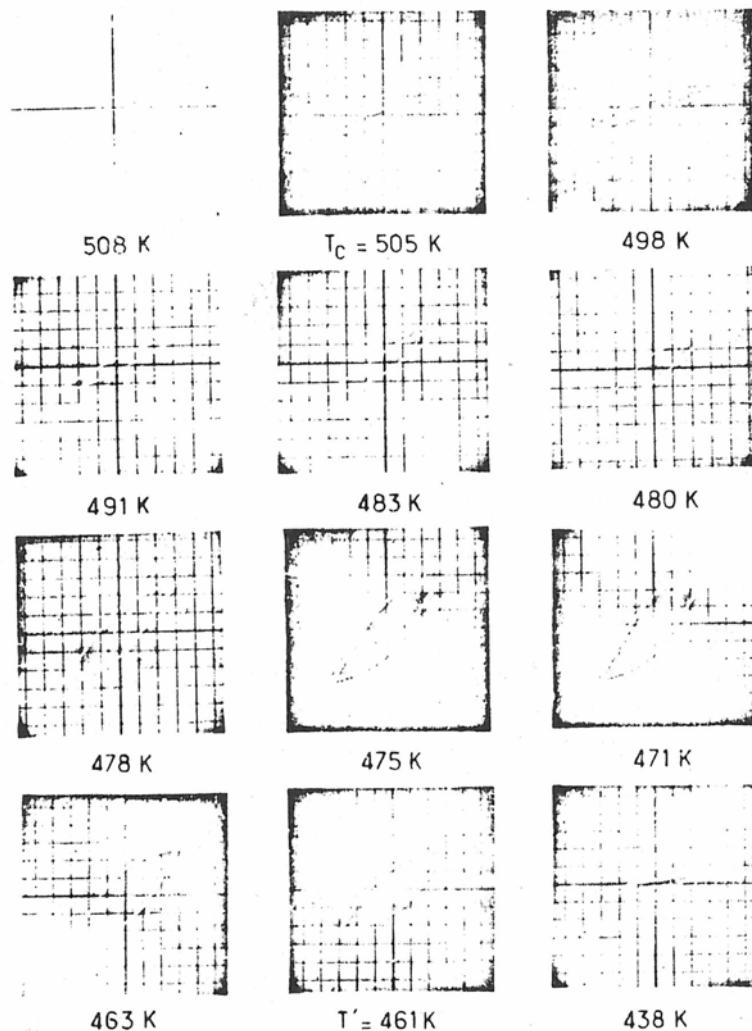 508 K
T_C = 505 K
498 K
491 K
483 K
480 K
478 K
475 K
471 K
463 K
T′ = 461 K
438 K